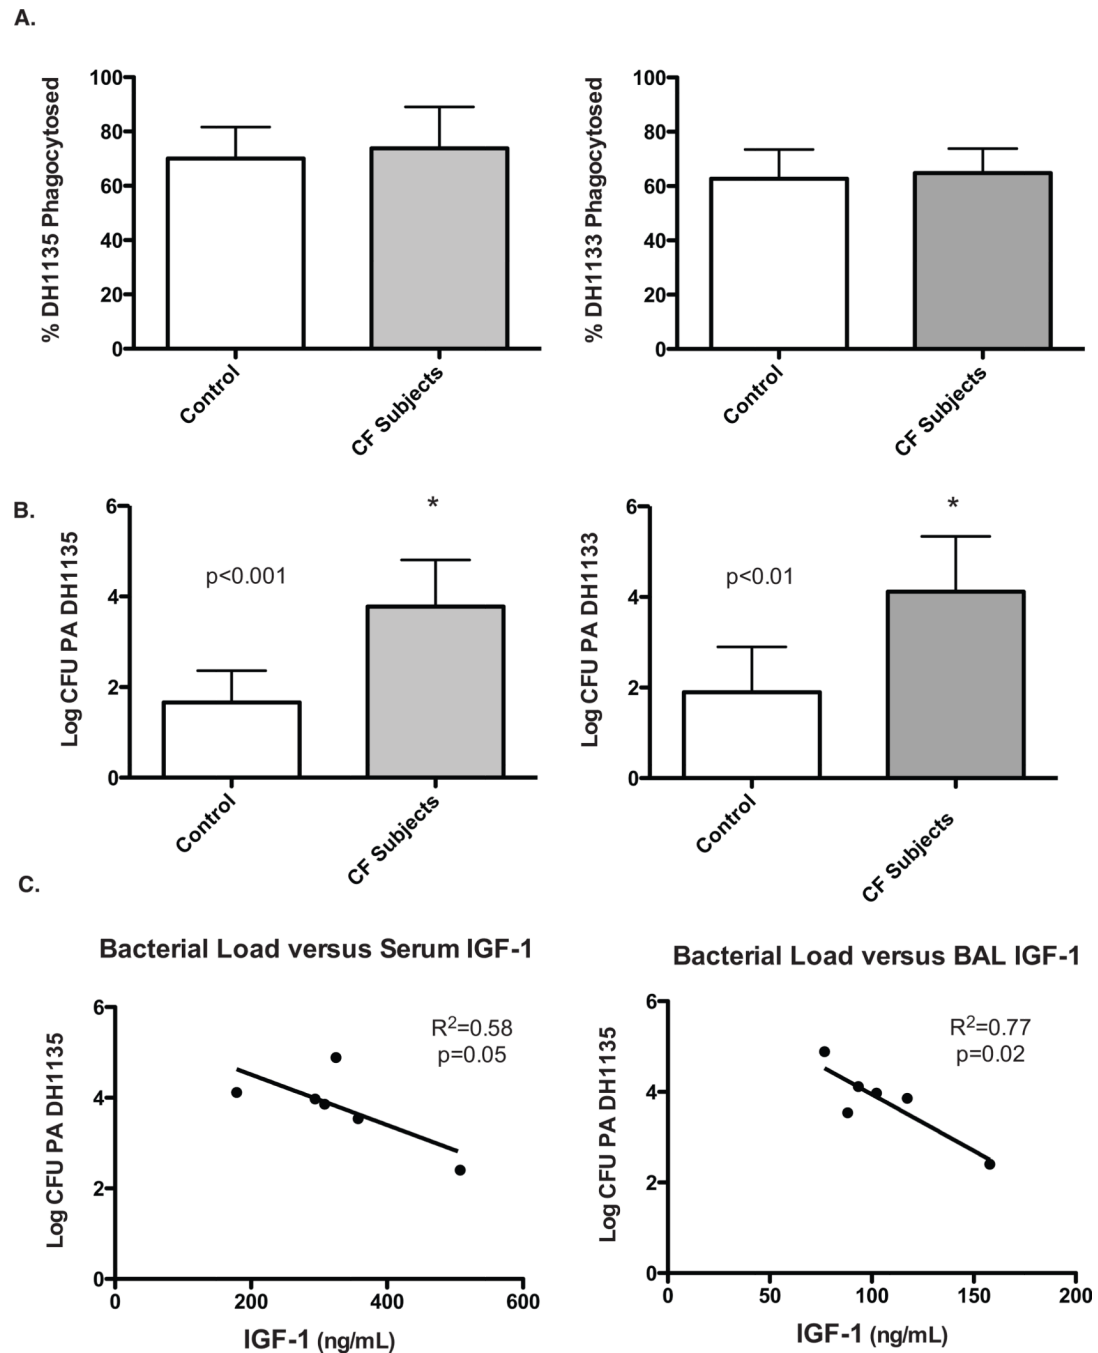 A.
% DH1135 Phagocytosed
100
80
60
40
20
0
Control
CF Subjects
% DH1133 Phagocytosed
100
80
60
40
20
0
Control
CF Subjects
B.
Log CFU PA DH1135
6
4
2
0
p<0.001
*
Control
CF Subjects
Log CFU PA DH1133
6
4
2
0
p<0.01
*
Control
CF Subjects
C.
Bacterial Load versus Serum IGF-1
Log CFU PA DH1135
6
4
2
0
R²=0.58
p=0.05
0 200 400 600
IGF-1 (ng/mL)
Bacterial Load versus BAL IGF-1
Log CFU PA DH1135
6
4
2
0
R²=0.77
p=0.02
0 50 100 150 200
IGF-1 (ng/mL)